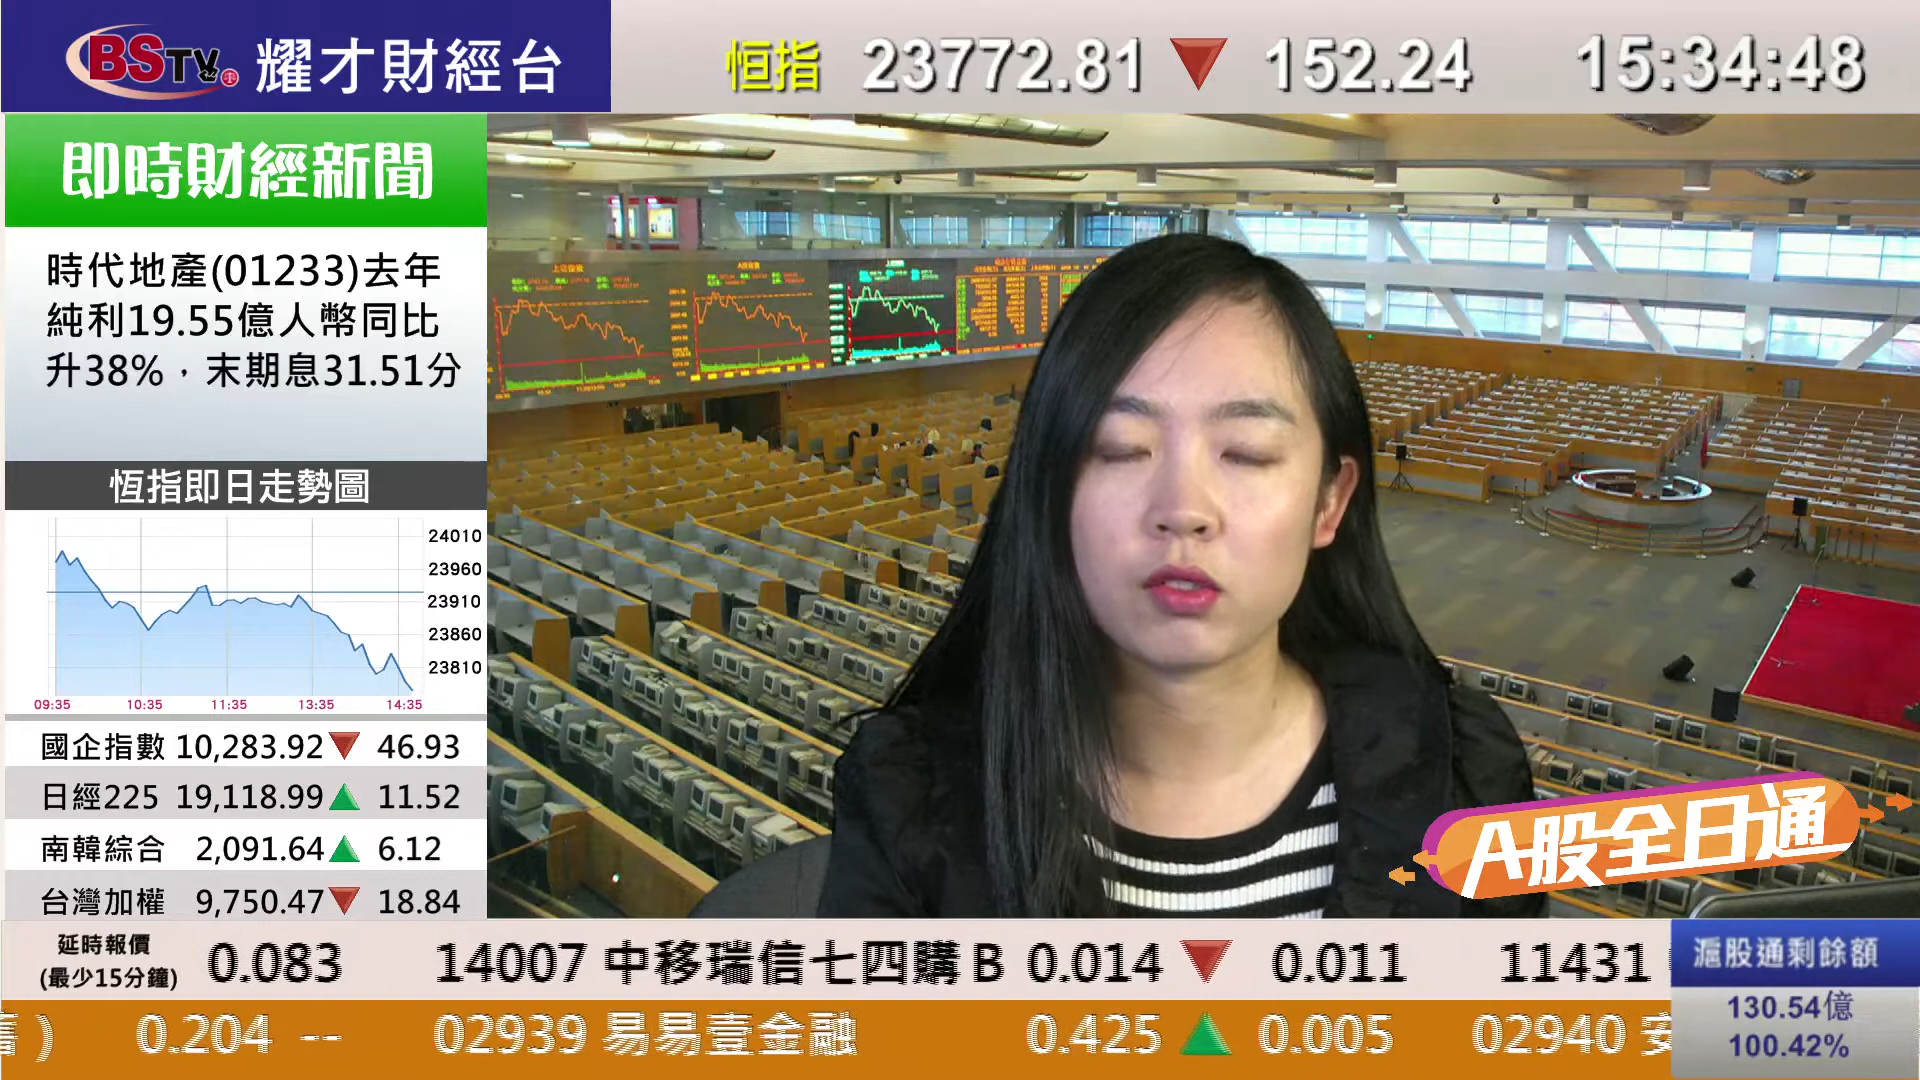 BSTV 耀才財經台
恒指 23772.81 ▼ 152.24 15:34:48
即時財經新聞
時代地產(01233)去年
純利19.55億人幣同比
升38%，末期息31.51分
恆指即日走勢圖
24010
23960
23910
23860
23810
09:35 10:35 11:35 13:35 14:35
國企指數 10,283.92 ▼ 46.93
日經225 19,118.99 ▲ 11.52
南韓綜合 2,091.64 ▲ 6.12
台灣加權 9,750.47 ▼ 18.84
A股全日通
延時報價
(最少15分鐘)
0.083 14007 中移瑞信七四購B 0.014 ▼ 0.011 11431
) 0.204 -- 02939 易易壹金融 0.425 ▲ 0.005 02940 安
滬股通剩餘額
130.54億
100.42%